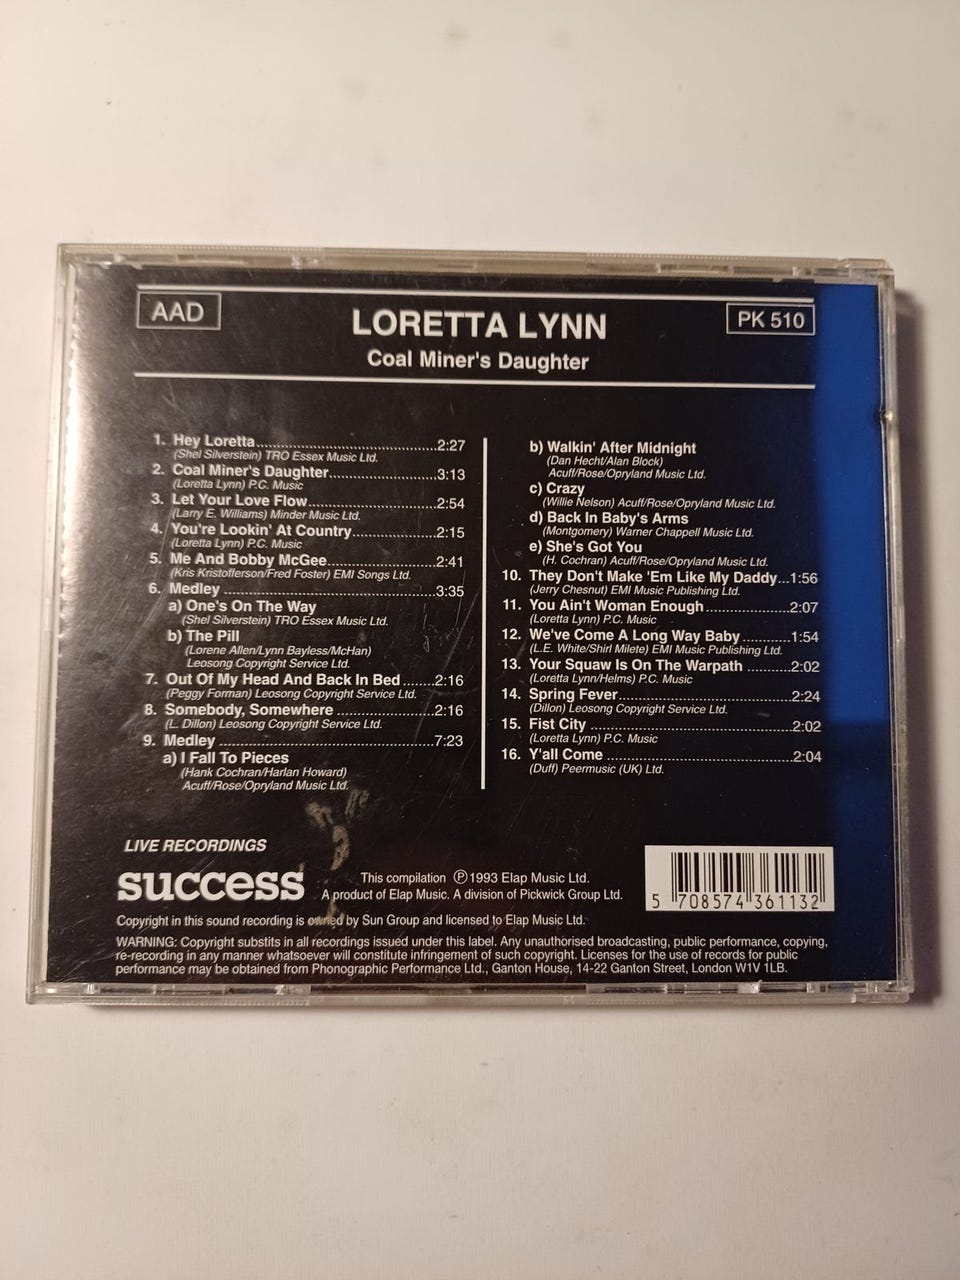 AAD
LORETTA LYNN
PK 510
Coal Miner's Daughter
1. Hey Loretta..........2:27
(Shel Silverstein) TRO Essex Music Ltd.
2. Coal Miner's Daughter..........3:13
(Loretta Lynn) P.C. Music
3. Let Your Love Flow..........2:54
(Larry E. Williams) Minder Music Ltd.
4. You're Lookin' At Country..........2:15
(Loretta Lynn) P.C. Music
5. Me And Bobby McGee..........2:41
(Kris Kristofferson/Fred Foster) EMI Songs Ltd.
6. Medley..........3:35
a) One's On The Way
(Shel Silverstein) TRO Essex Music Ltd.
b) The Pill
(Lorene Allen/Lynn Bayless/McHan)
Leosong Copyright Service Ltd.
7. Out Of My Head And Back In Bed.......2:16
(Peggy Forman) Leosong Copyright Service Ltd.
8. Somebody, Somewhere..........2:16
(L. Dillon) Leosong Copyright Service Ltd.
9. Medley..........7:23
a) I Fall To Pieces
(Hank Cochran/Harlan Howard)
Acuff/Rose/Opryland Music Ltd.
b) Walkin' After Midnight
(Dan Hecht/Alan Block)
Acuff/Rose/Opryland Music Ltd.
c) Crazy
(Willie Nelson) Acuff/Rose/Opryland Music Ltd.
d) Back In Baby's Arms
(Montgomery) Warner Chappell Music Ltd.
e) She's Got You
(H. Cochran) Acuff/Rose/Opryland Music Ltd.
10. They Don't Make 'Em Like My Daddy...1:56
(Jerry Chesnut) EMI Music Publishing Ltd.
11. You Ain't Woman Enough..........2:07
(Loretta Lynn) P.C. Music
12. We've Come A Long Way Baby..........1:54
(L.E. White/Shirl Milete) EMI Music Publishing Ltd.
13. Your Squaw Is On The Warpath..........2:02
(Loretta Lynn/Helms) P.C. Music
14. Spring Fever..........2:24
(Dillon) Leosong Copyright Service Ltd.
15. Fist City..........2:02
(Loretta Lynn) P.C. Music
16. Y'all Come..........2:04
(Duff) Peermusic (UK) Ltd.
LIVE RECORDINGS
success
This compilation ℗ 1993 Elap Music Ltd.
A product of Elap Music. A division of Pickwick Group Ltd.
5 708574 361132
Copyright in this sound recording is owned by Sun Group and licensed to Elap Music Ltd.
WARNING: Copyright substits in all recordings issued under this label. Any unauthorised broadcasting, public performance, copying,
re-recording in any manner whatsoever will constitute infringement of such copyright. Licenses for the use of records for public
performance may be obtained from Phonographic Performance Ltd., Ganton House, 14-22 Ganton Street, London W1V 1LB.